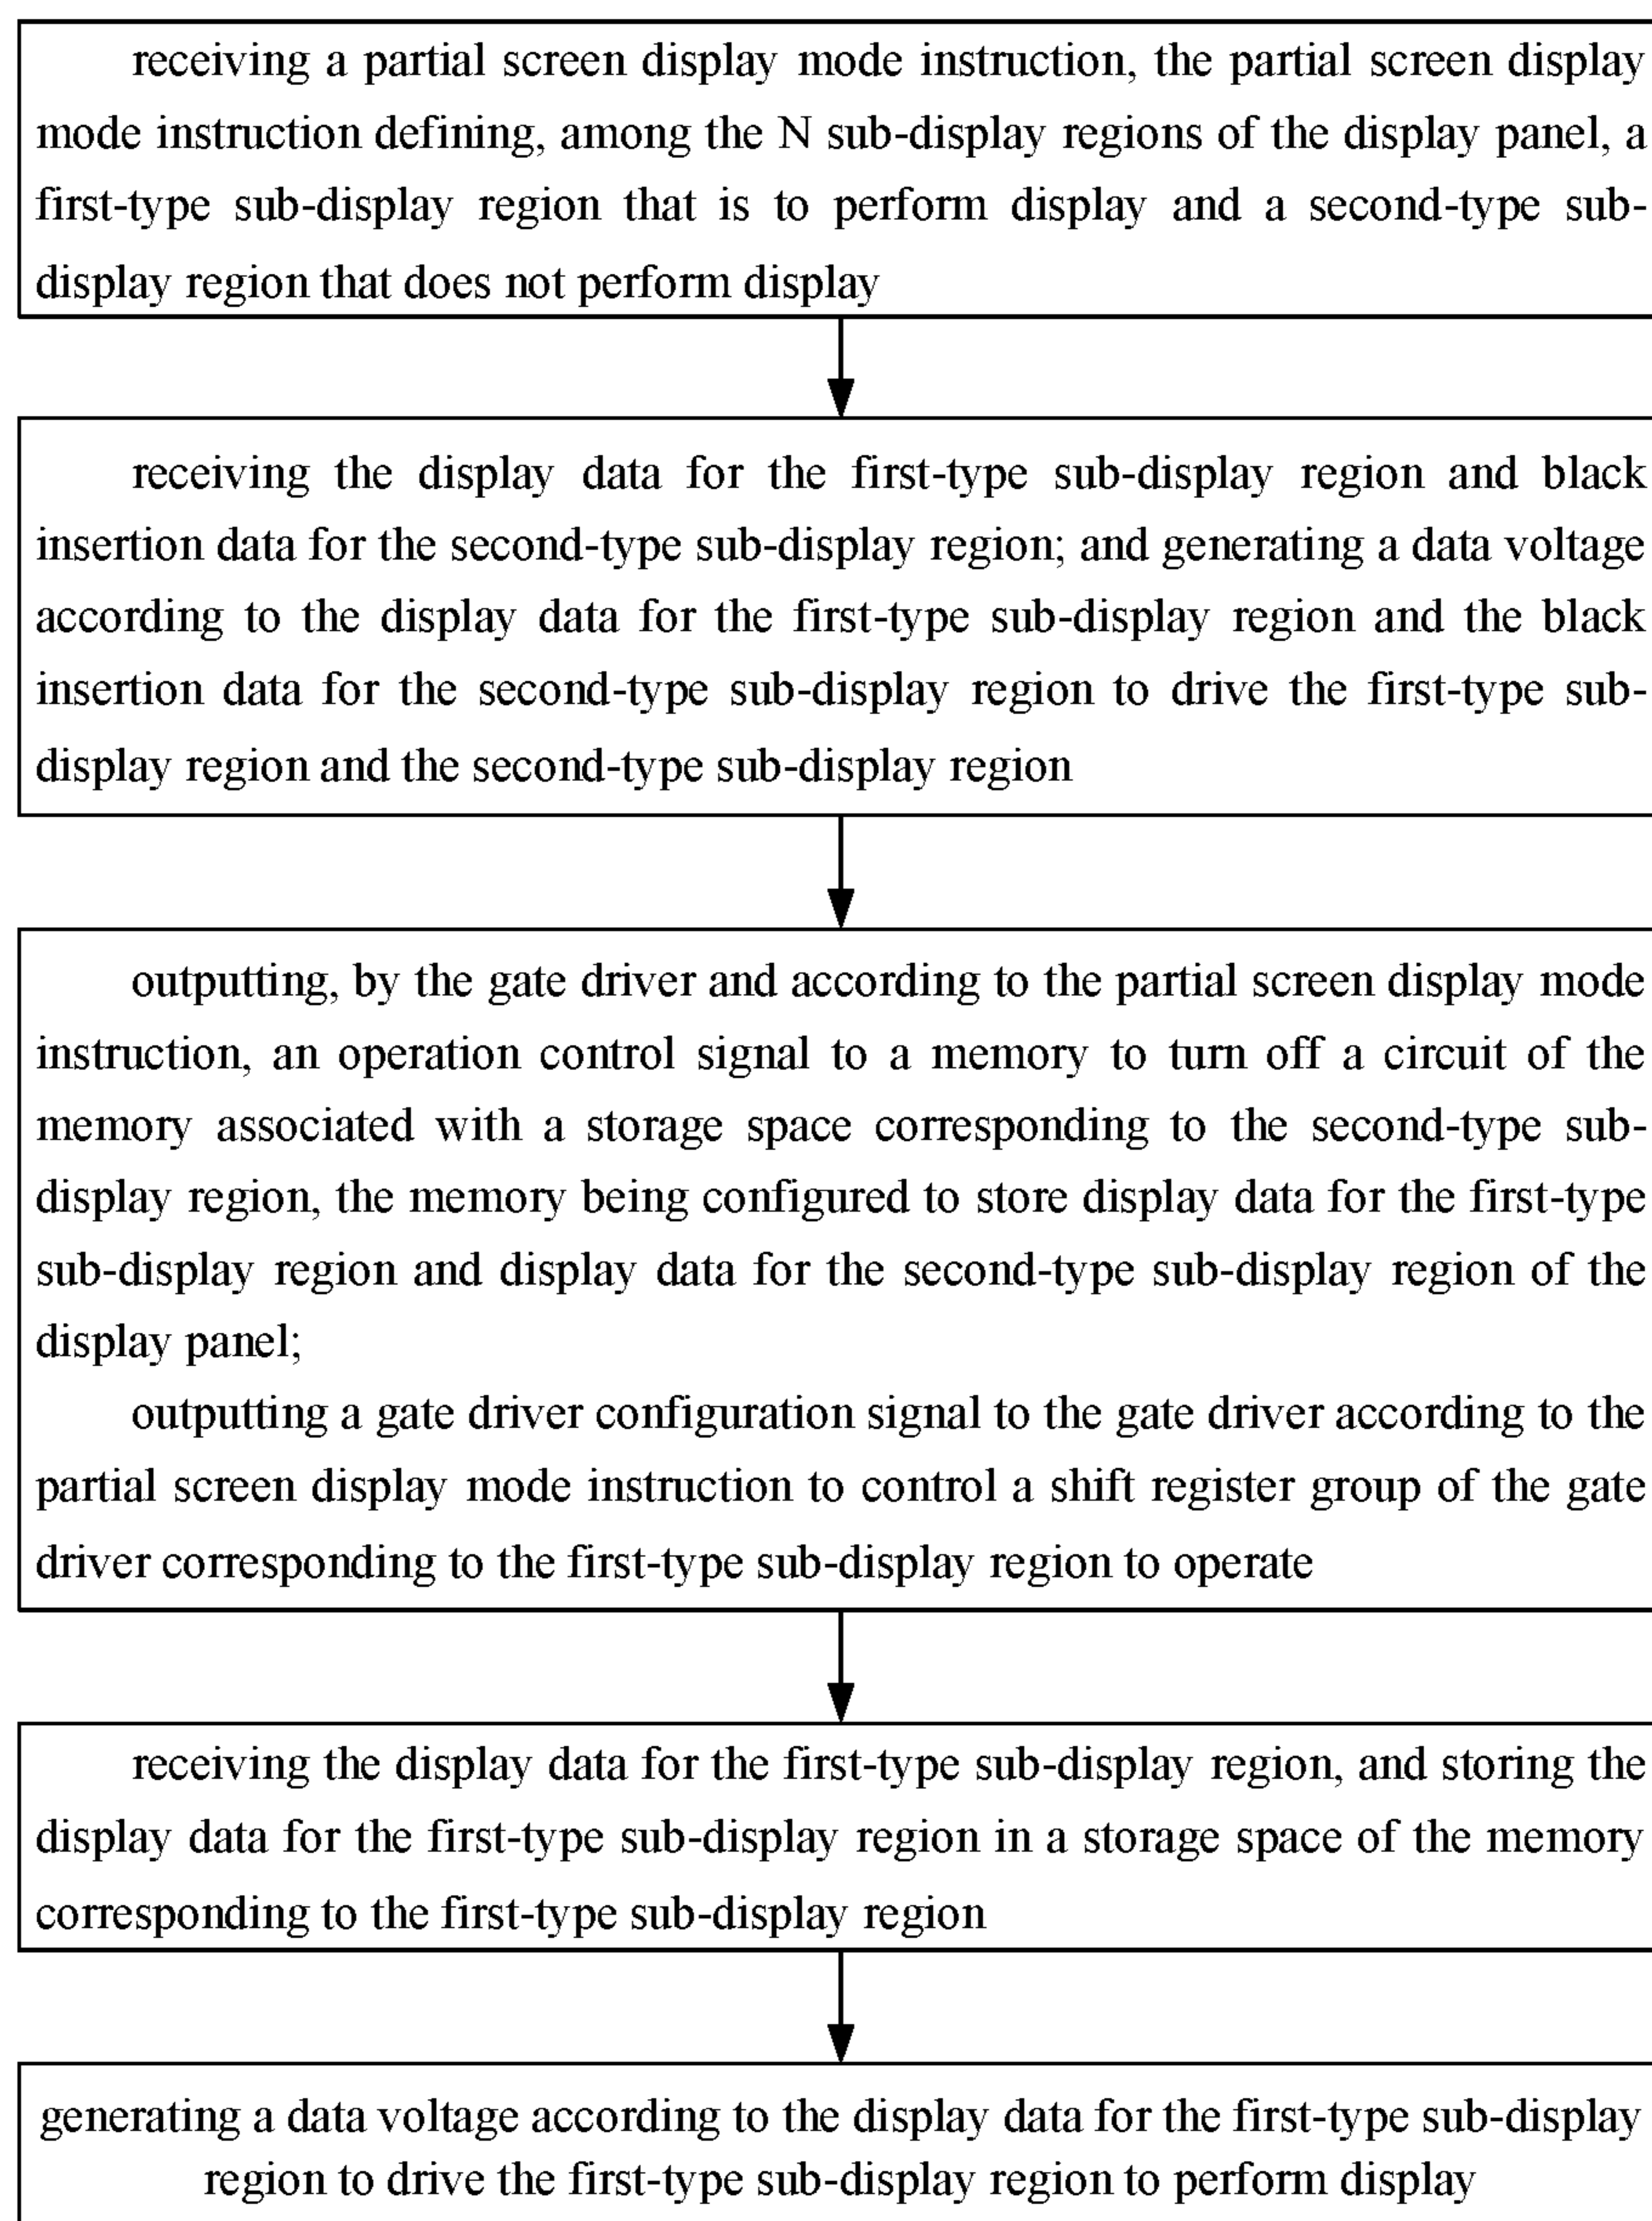 receiving a partial screen display mode instruction, the partial screen display
mode instruction defining, among the N sub-display regions of the display panel, a
first-type sub-display region that is to perform display and a second-type sub-
display region that does not perform display
receiving the display data for the first-type sub-display region and black
insertion data for the second-type sub-display region; and generating a data voltage
according to the display data for the first-type sub-display region and the black
insertion data for the second-type sub-display region to drive the first-type sub-
display region and the second-type sub-display region
outputting, by the gate driver and according to the partial screen display mode
instruction, an operation control signal to a memory to turn off a circuit of the
memory associated with a storage space corresponding to the second-type sub-
display region, the memory being configured to store display data for the first-type
sub-display region and display data for the second-type sub-display region of the
display panel;
outputting a gate driver configuration signal to the gate driver according to the
partial screen display mode instruction to control a shift register group of the gate
driver corresponding to the first-type sub-display region to operate
receiving the display data for the first-type sub-display region, and storing the
display data for the first-type sub-display region in a storage space of the memory
corresponding to the first-type sub-display region
generating a data voltage according to the display data for the first-type sub-display
region to drive the first-type sub-display region to perform display